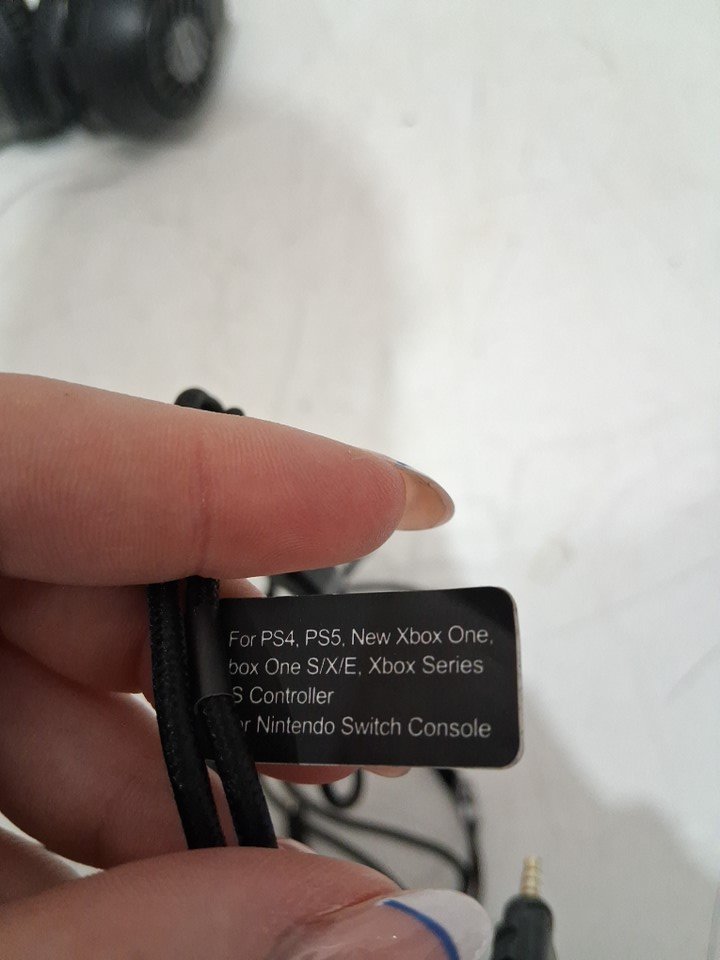 For PS4, PS5, New Xbox One,
box One S/X/E, Xbox Series
S Controller
r Nintendo Switch Console